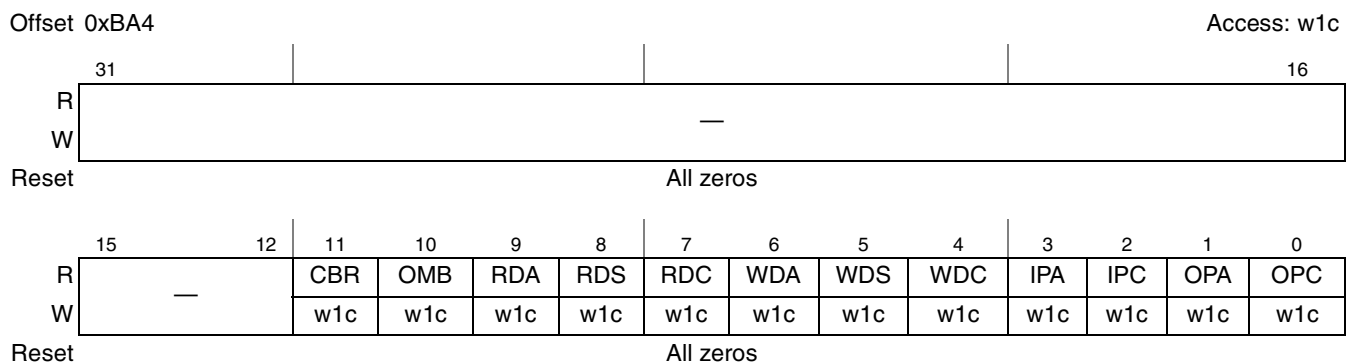 Offset 0xBA4 Access: w1c
31 16
R
—
W
Reset All zeros
15 12 11 10 9 8 7 6 5 4 3 2 1 0
R CBR OMB RDA RDS RDC WDA WDS WDC IPA IPC OPA OPC
—
W w1c w1c w1c w1c w1c w1c w1c w1c w1c w1c w1c w1c
Reset All zeros